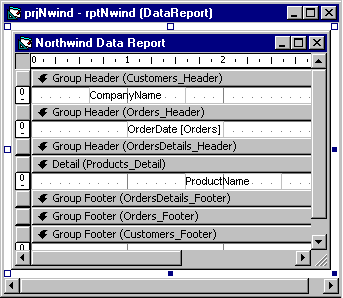 prjNwind - rptNwind (DataReport)
Northwind Data Report
0 1 2
Group Header (Customers_Header)
0 CompanyName
Group Header (Orders_Header)
0 OrderDate [Orders]
Group Header (OrdersDetails_Header)
Detail (Products_Detail)
0 ProductName
Group Footer (OrdersDetails_Footer)
Group Footer (Orders_Footer)
Group Footer (Customers_Footer)
0